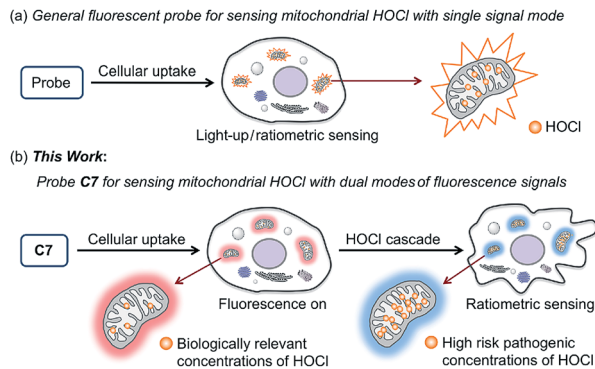 (a) General fluorescent probe for sensing mitochondrial HOCl with single signal mode
Probe
Cellular uptake
Light-up/ratiometric sensing
HOCl
(b) This Work:
Probe C7 for sensing mitochondrial HOCl with dual modes of fluorescence signals
C7
Cellular uptake
Fluorescence on
HOCl cascade
Ratiometric sensing
Biologically relevant
concentrations of HOCl
High risk pathogenic
concentrations of HOCl